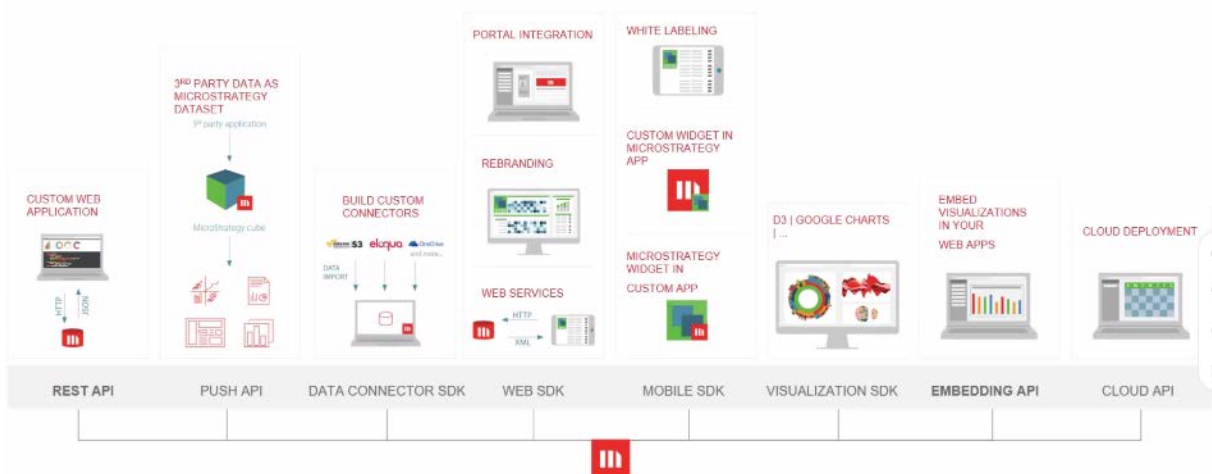 CUSTOM WEB
APPLICATION
HTTP
JSON
3RD PARTY DATA AS
MICROSTRATEGY
DATASET
3rd party application
MicroStrategy cube
BUILD CUSTOM
CONNECTORS
S3
eloqua
OneDrive
and more...
DATA
IMPORT
PORTAL INTEGRATION
REBRANDING
WEB SERVICES
HTTP
XML
WHITE LABELING
CUSTOM WIDGET IN
MICROSTRATEGY
APP
MICROSTRATEGY
WIDGET IN
CUSTOM APP
D3 | GOOGLE CHARTS
| ...
EMBED
VISUALIZATIONS
IN YOUR
WEB APPS
CLOUD DEPLOYMENT
REST API
PUSH API
DATA CONNECTOR SDK
WEB SDK
MOBILE SDK
VISUALIZATION SDK
EMBEDDING API
CLOUD API